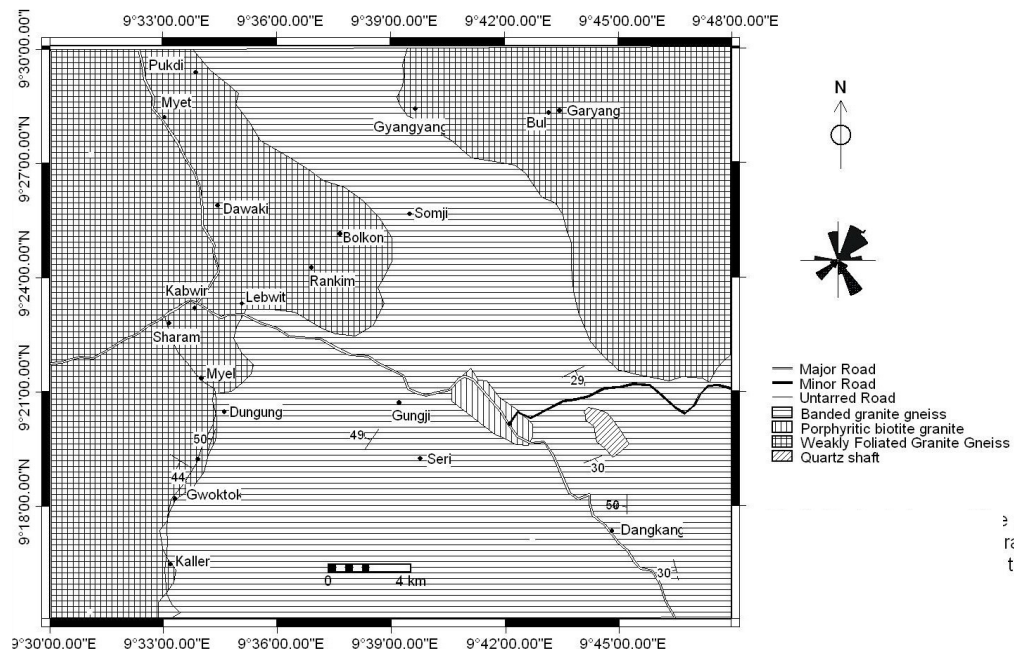 9°33'00.00"E 9°36'00.00"E 9°39'00.00"E 9°42'00.00"E 9°45'00.00"E 9°48'00.00"E
9°30'00.00"N
9°27'00.00"N
9°24'00.00"N
9°21'00.00"N
9°18'00.00"N
Pukdi
Myet
Gyangyang
Bul
Garyang
Dawaki
Somji
Bolkon
Rankim
Kabwir
Lebwit
Sharam
Myel
29
Dungung
Gungji
50
49
Seri
30
44
Gwoktok
50
Dangkang
Kaller
30
0 4 km
9°30'00.00"E 9°33'00.00"E 9°36'00.00"E 9°39'00.00"E 9°42'00.00"E 9°45'00.00"E
N
Major Road
Minor Road
Untarred Road
Banded granite gneiss
Porphyritic biotite granite
Weakly Foliated Granite Gneiss
Quartz shaft